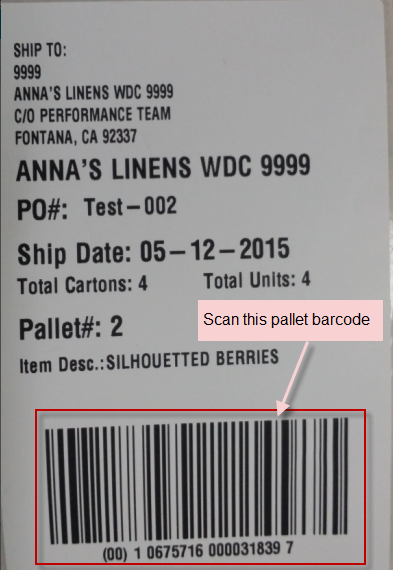 SHIP TO:
9999
ANNA'S LINENS WDC 9999
C/O PERFORMANCE TEAM
FONTANA, CA 92337
ANNA'S LINENS WDC 9999
PO#: Test-002
Ship Date: 05-12-2015
Total Cartons: 4 Total Units: 4
Pallet#: 2
Scan this pallet barcode
Item Desc.:SILHOUETTED BERRIES
(00) 1 0675716 000031839 7